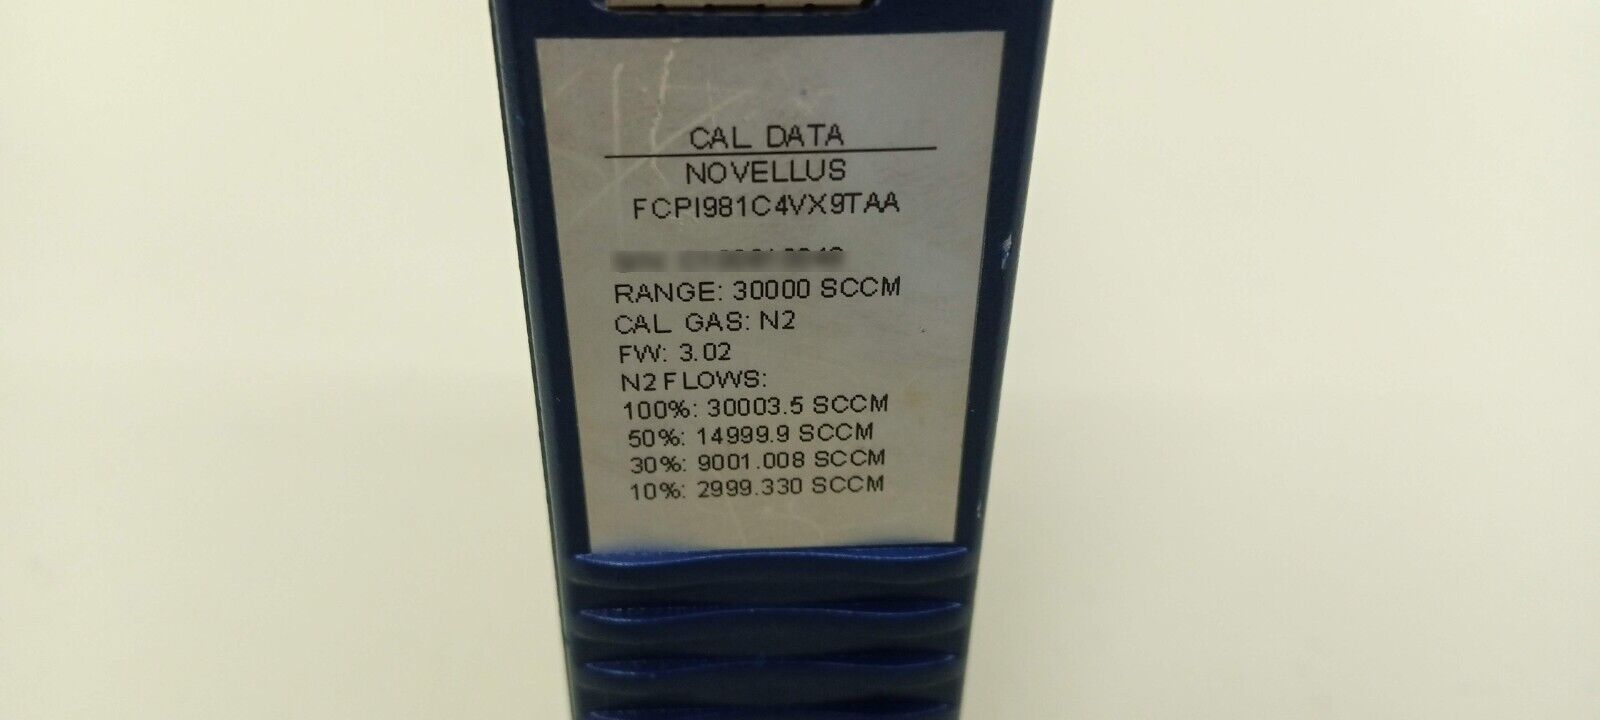 CAL DATA
NOVELLUS
FCPI981C4VX9TAA
RANGE: 30000 SCCM
CAL GAS: N2
FW: 3.02
N2 FLOWS:
100%: 30003.5 SCCM
50%: 14999.9 SCCM
30%: 9001.008 SCCM
10%: 2999.330 SCCM